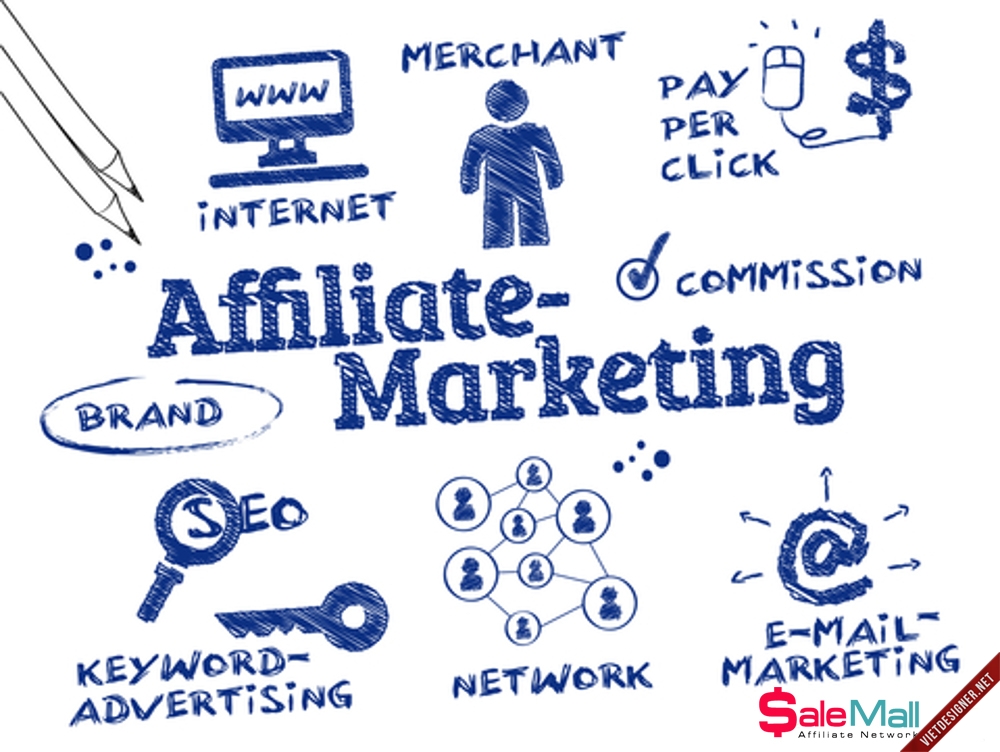 WWW
INTERNET
MERCHANT
PAY
PER
CLICK
$
COMMISSION
Affiliate-
Marketing
BRAND
SEO
KEYWORD-
ADVERTISING
NETWORK
@
E-MAIL-
MARKETING
$aleMall
Affiliate Network
VIETDESIGNER.NET